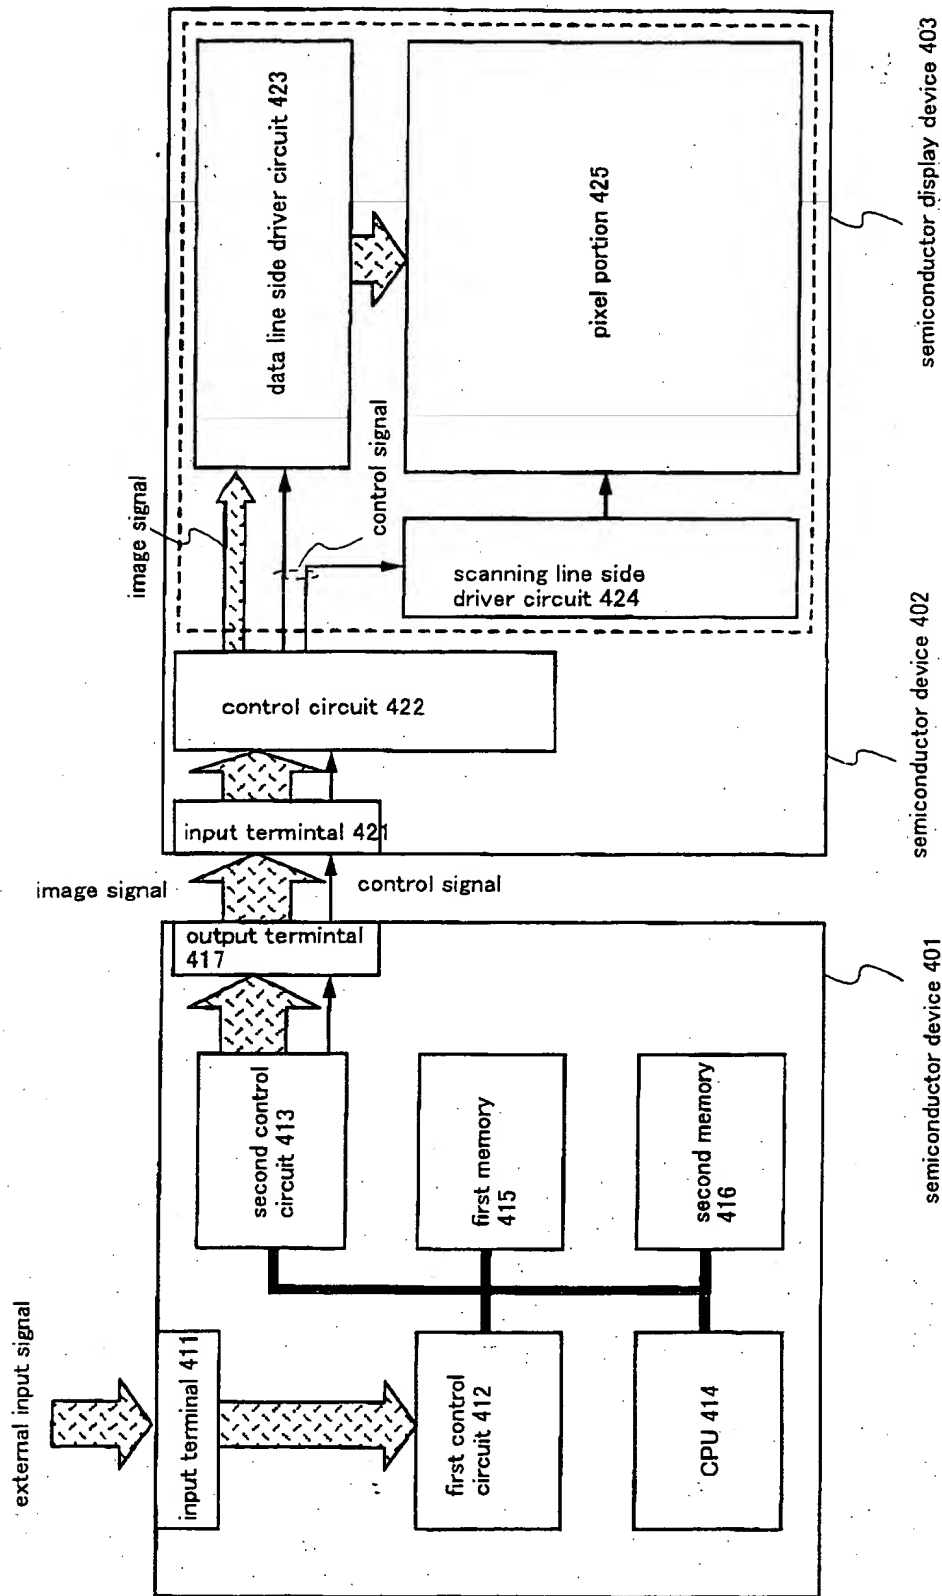 external input signal
input terminal 411
first control
circuit 412
CPU 414
second control
circuit 413
first memory
415
second memory
416
output termintal
417
semiconductor device 401
image signal
control signal
input termintal 421
control circuit 422
semiconductor device 402
image signal
control signal
data line side driver circuit 423
scanning line side
driver circuit 424
pixel portion 425
semiconductor display device 403